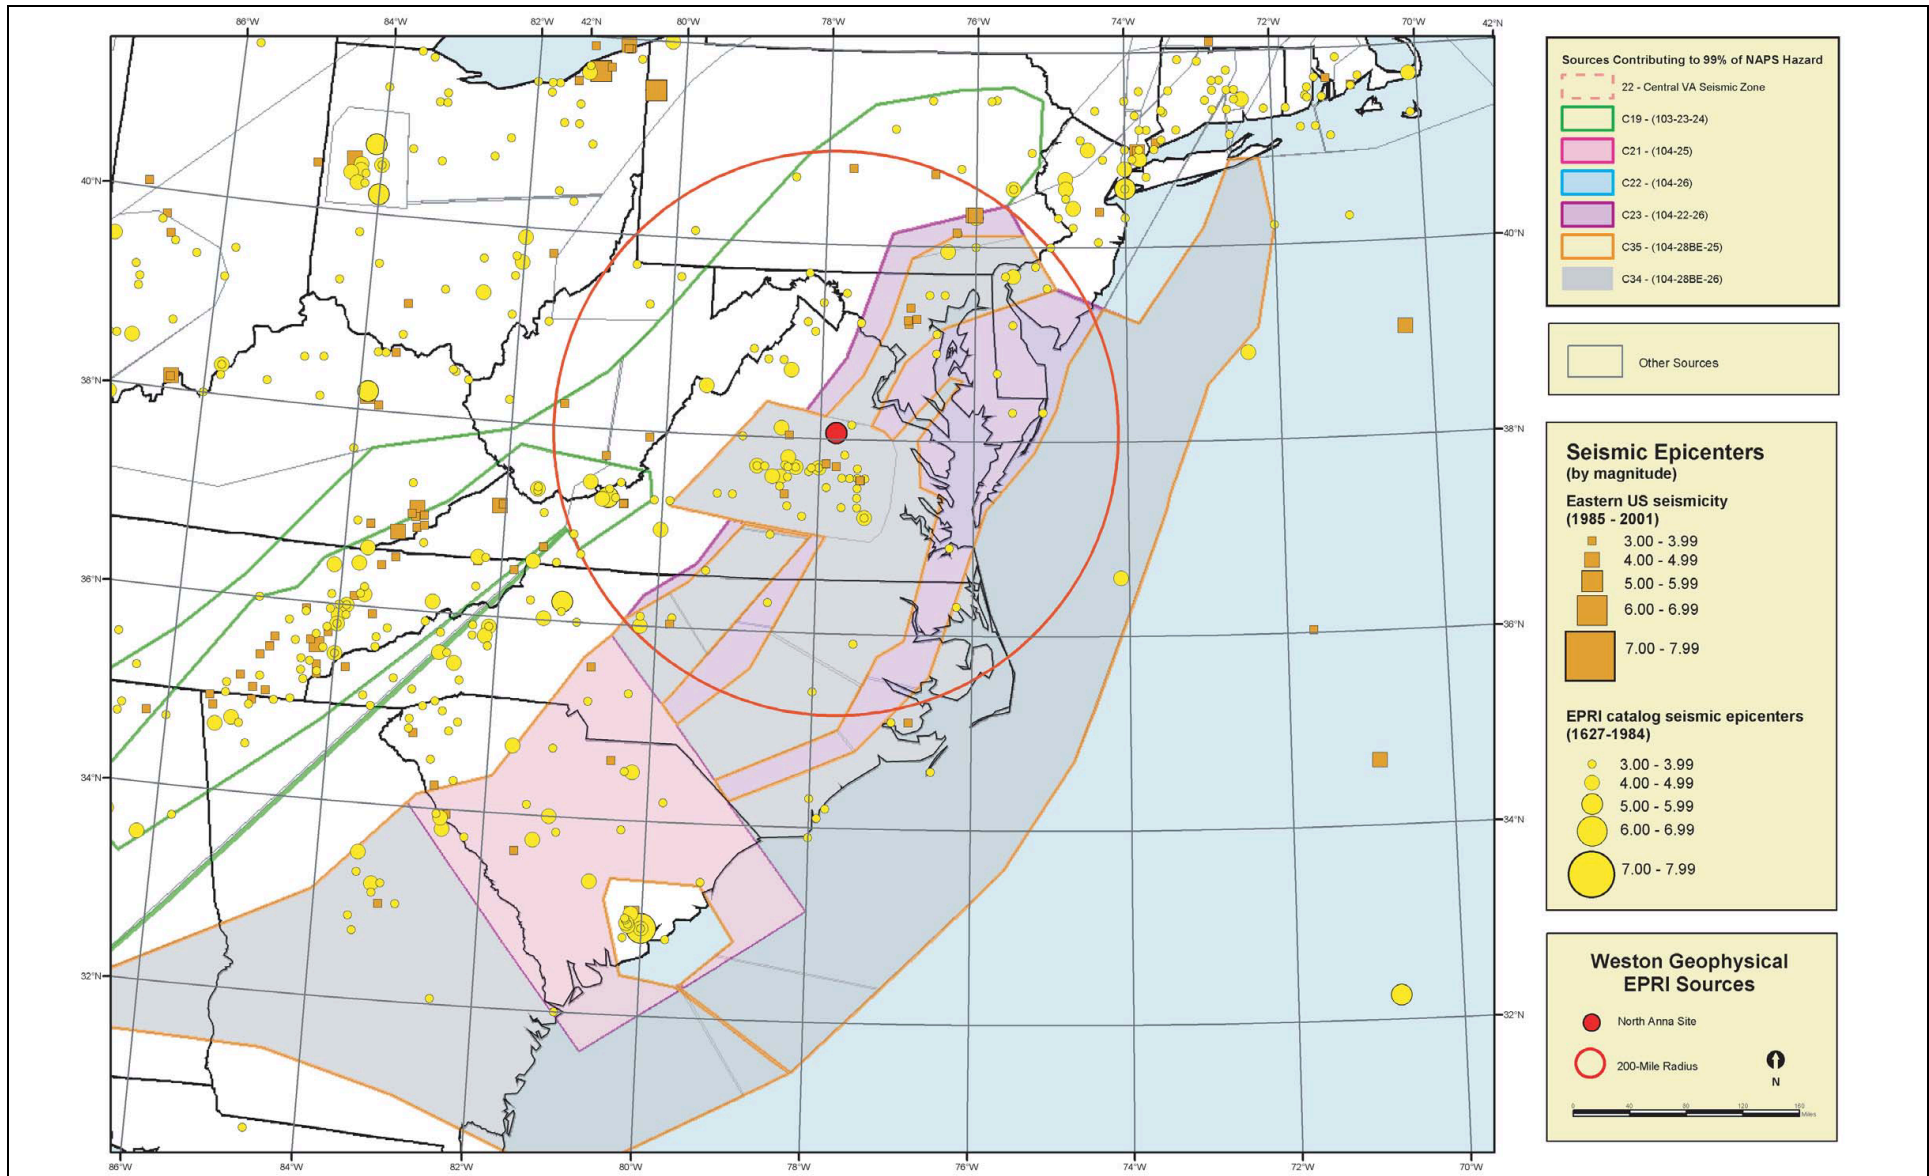 86°W 84°W 82°W 42°N 80°W 78°W 76°W 74°W 72°W 70°W 42°N
40°N
38°N
36°N
34°N
32°N
40°N
38°N
36°N
34°N
32°N
86°W 84°W 82°W 80°W 78°W 76°W 74°W 72°W 70°W
Sources Contributing to 99% of NAPS Hazard
22 - Central VA Seismic Zone
C19 - (103-23-24)
C21 - (104-25)
C22 - (104-26)
C23 - (104-22-26)
C35 - (104-28BE-25)
C34 - (104-28BE-26)
Other Sources
Seismic Epicenters
(by magnitude)
Eastern US seismicity
(1985 - 2001)
3.00 - 3.99
4.00 - 4.99
5.00 - 5.99
6.00 - 6.99
7.00 - 7.99
EPRI catalog seismic epicenters
(1627-1984)
3.00 - 3.99
4.00 - 4.99
5.00 - 5.99
6.00 - 6.99
7.00 - 7.99
Weston Geophysical
EPRI Sources
North Anna Site
200-Mile Radius
N
0 40 80 120 160
Miles